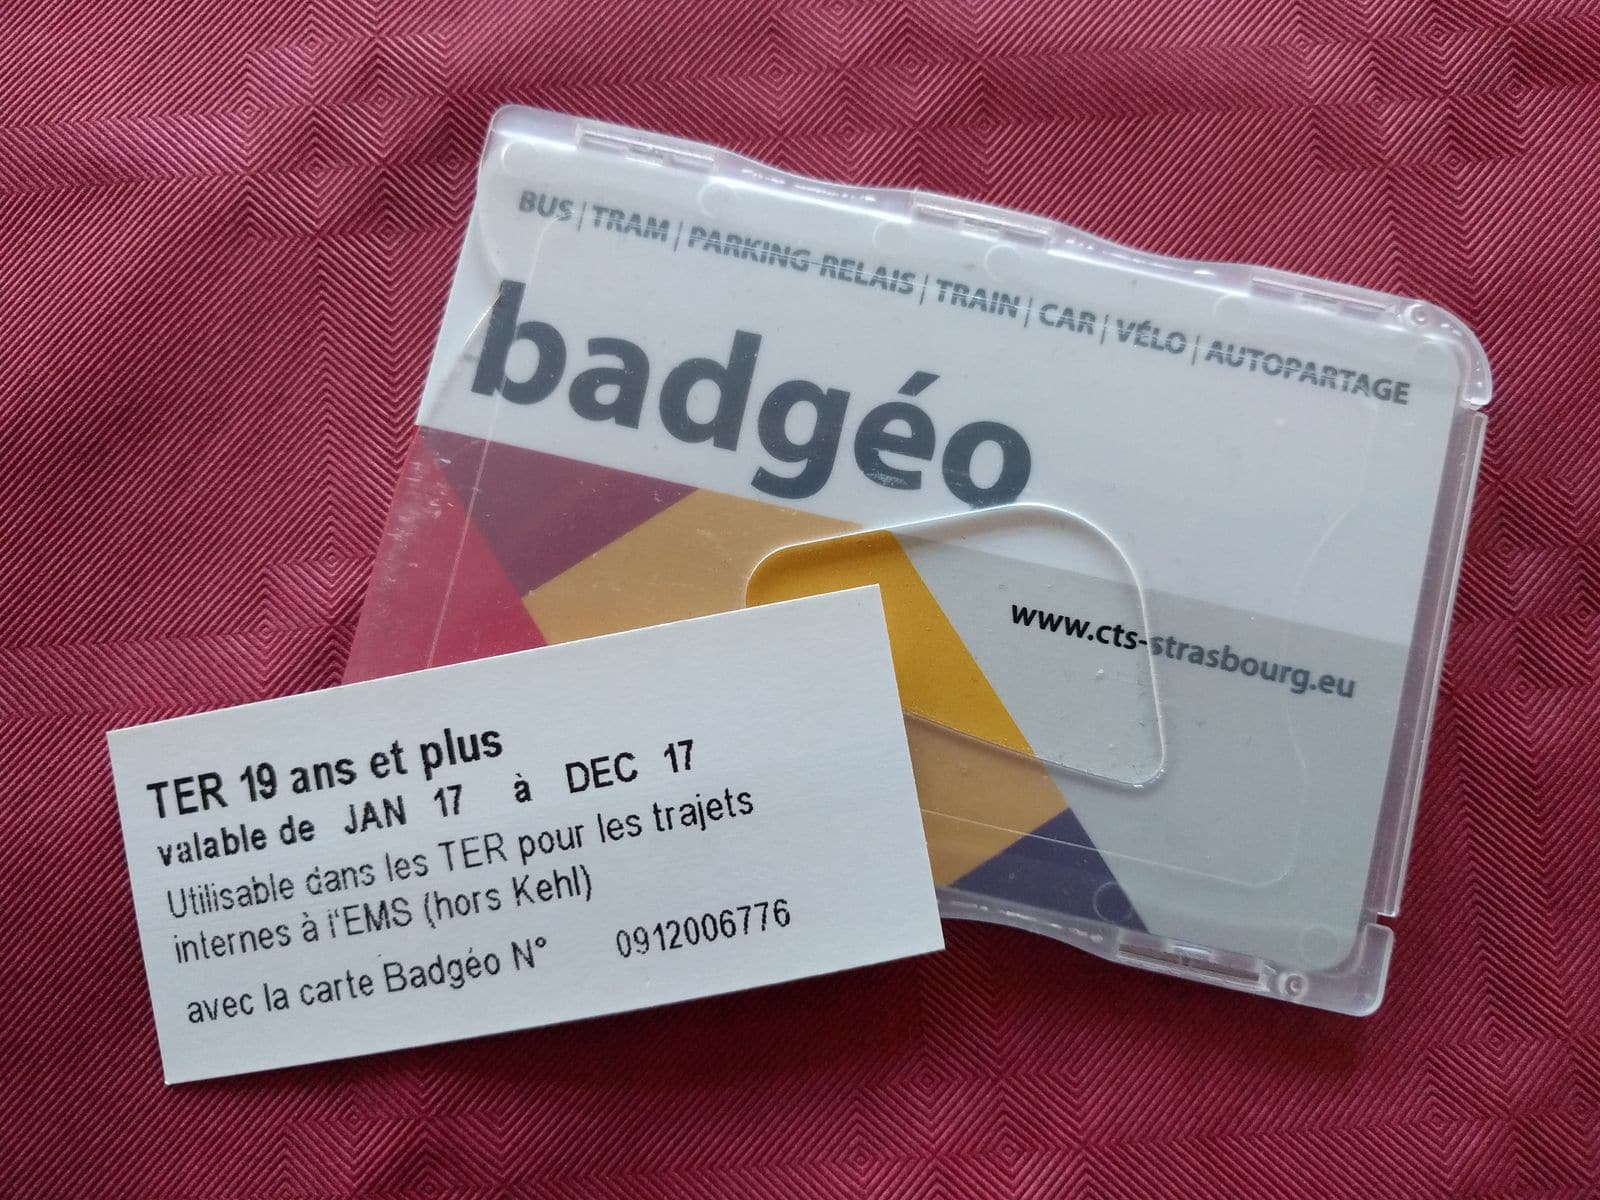 BUS | TRAM | PARKING-RELAIS | TRAIN | CAR | VÉLO | AUTOPARTAGE
badgéo
www.cts-strasbourg.eu
TER 19 ans et plus
valable de JAN 17 à DEC 17
Utilisable dans les TER pour les trajets
internes à l'EMS (hors Kehl)
avec la carte Badgéo N° 0912006776